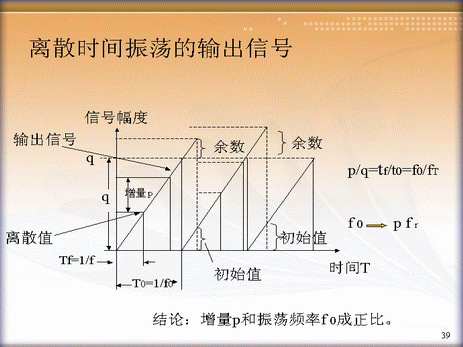 离散时间振荡的输出信号
信号幅度
输出信号
余数
余数
q
q
增量p
p/q=tf/t0=f0/fT
f 0 p f r
离散值
初始值
初始值
Tf=1/f
时间T
T0=1/f0
结论：增量p和振荡频率f 0成正比。
39